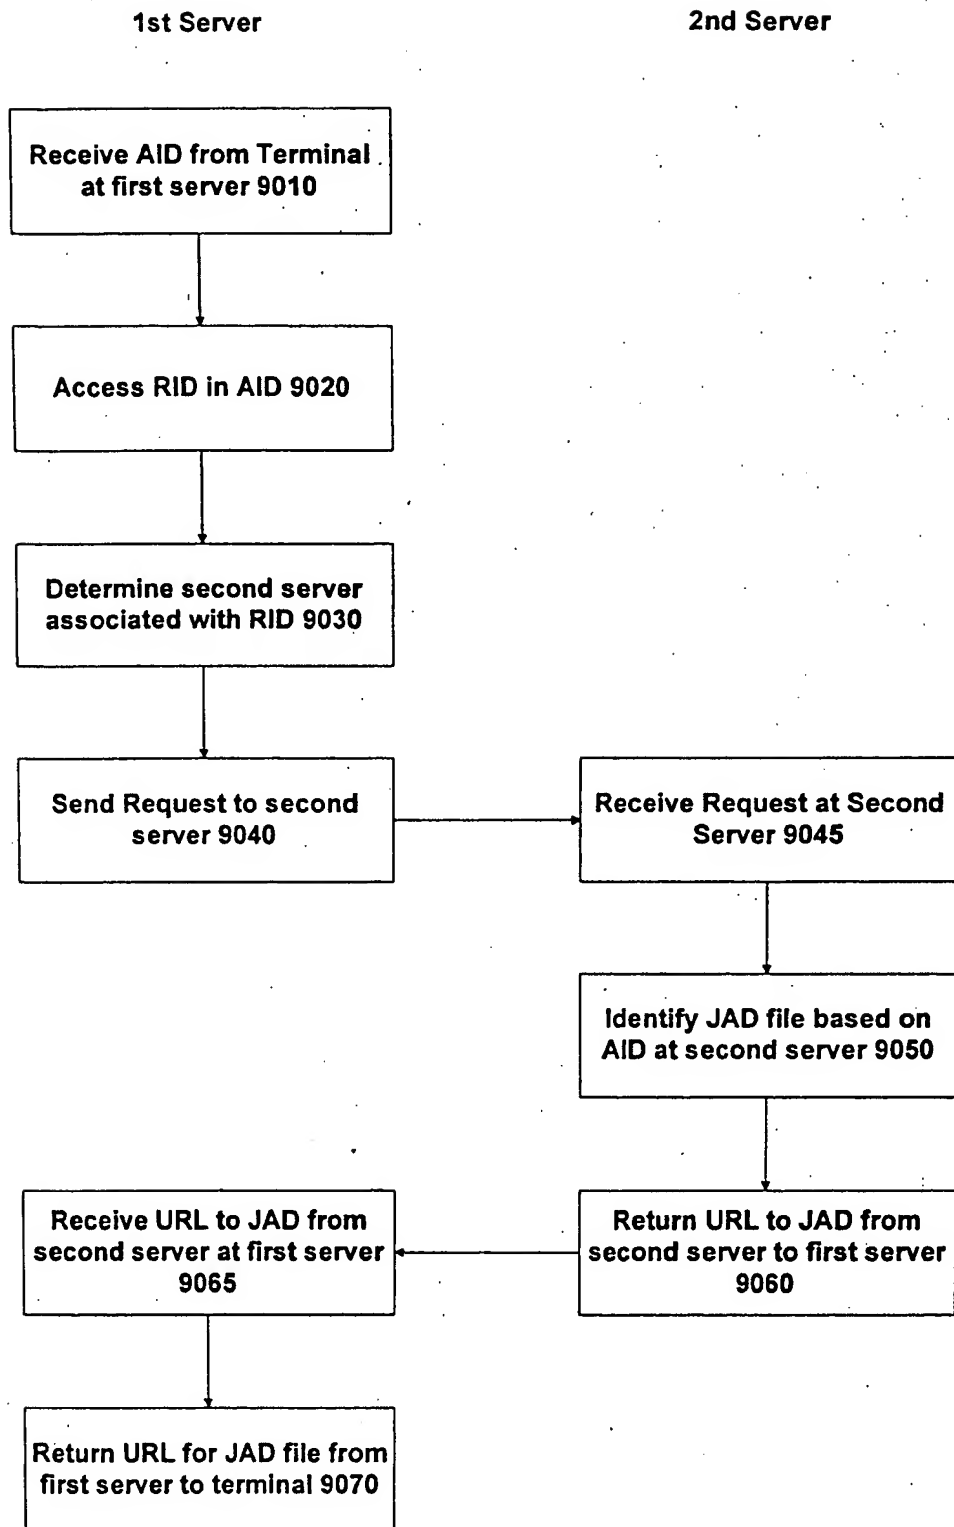 1st Server
2nd Server
Receive AID from Terminal
at first server 9010
Access RID in AID 9020
Determine second server
associated with RID 9030
Send Request to second
server 9040
Receive Request at Second
Server 9045
Identify JAD file based on
AID at second server 9050
Return URL to JAD from
second server to first server
9060
Receive URL to JAD from
second server at first server
9065
Return URL for JAD file from
first server to terminal 9070